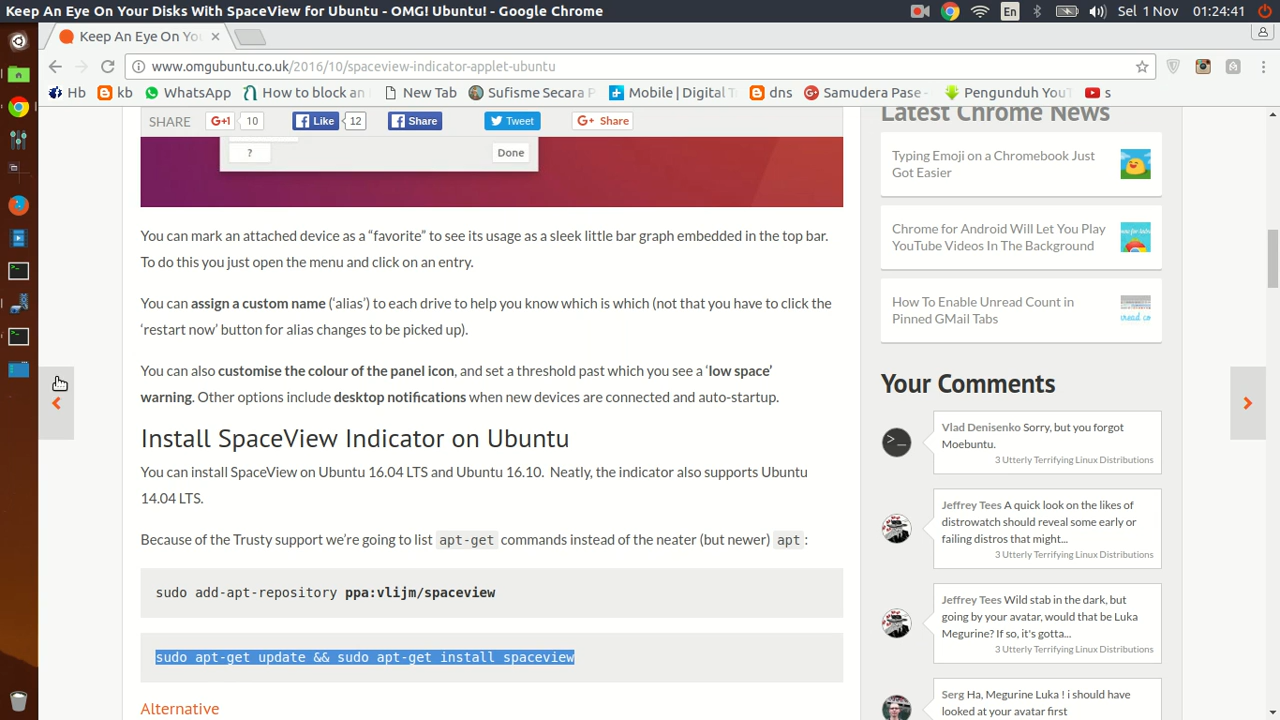 Keep An Eye On Your Disks With SpaceView for Ubuntu - OMG! Ubuntu! - Google Chrome
En
Sel 1 Nov
01:24:41
Keep An Eye On Yo
www.omgubuntu.co.uk/2016/10/spaceview-indicator-applet-ubuntu
Hb
kb
WhatsApp
How to block an
New Tab
Sufisme Secara P
Mobile | Digital T
dns
Samudera Pase -
Pengunduh You
s
SHARE
+1
10
Like
12
Share
Tweet
G+ Share
?
Done
You can mark an attached device as a “favorite” to see its usage as a sleek little bar graph embedded in the top bar.
To do this you just open the menu and click on an entry.
You can assign a custom name (‘alias’) to each drive to help you know which is which (not that you have to click the
‘restart now’ button for alias changes to be picked up).
You can also customise the colour of the panel icon, and set a threshold past which you see a ‘low space’
warning. Other options include desktop notifications when new devices are connected and auto-startup.
Install SpaceView Indicator on Ubuntu
You can install SpaceView on Ubuntu 16.04 LTS and Ubuntu 16.10. Neatly, the indicator also supports Ubuntu
14.04 LTS.
Because of the Trusty support we’re going to list apt-get commands instead of the neater (but newer) apt :
sudo add-apt-repository ppa:vlijm/spaceview
sudo apt-get update && sudo apt-get install spaceview
Alternative
Latest Chrome News
Typing Emoji on a Chromebook Just
Got Easier
Chrome for Android Will Let You Play
YouTube Videos In The Background
How To Enable Unread Count in
Pinned GMail Tabs
Your Comments
Vlad Denisenko Sorry, but you forgot
Moebuntu.
3 Utterly Terrifying Linux Distributions
Jeffrey Tees A quick look on the likes of
distrowatch should reveal some early or
failing distros that might...
3 Utterly Terrifying Linux Distributions
Jeffrey Tees Wild stab in the dark, but
going by your avatar, would that be Luka
Megurine? If so, it's gotta...
3 Utterly Terrifying Linux Distributions
Serg Ha, Megurine Luka ! i should have
looked at your avatar first